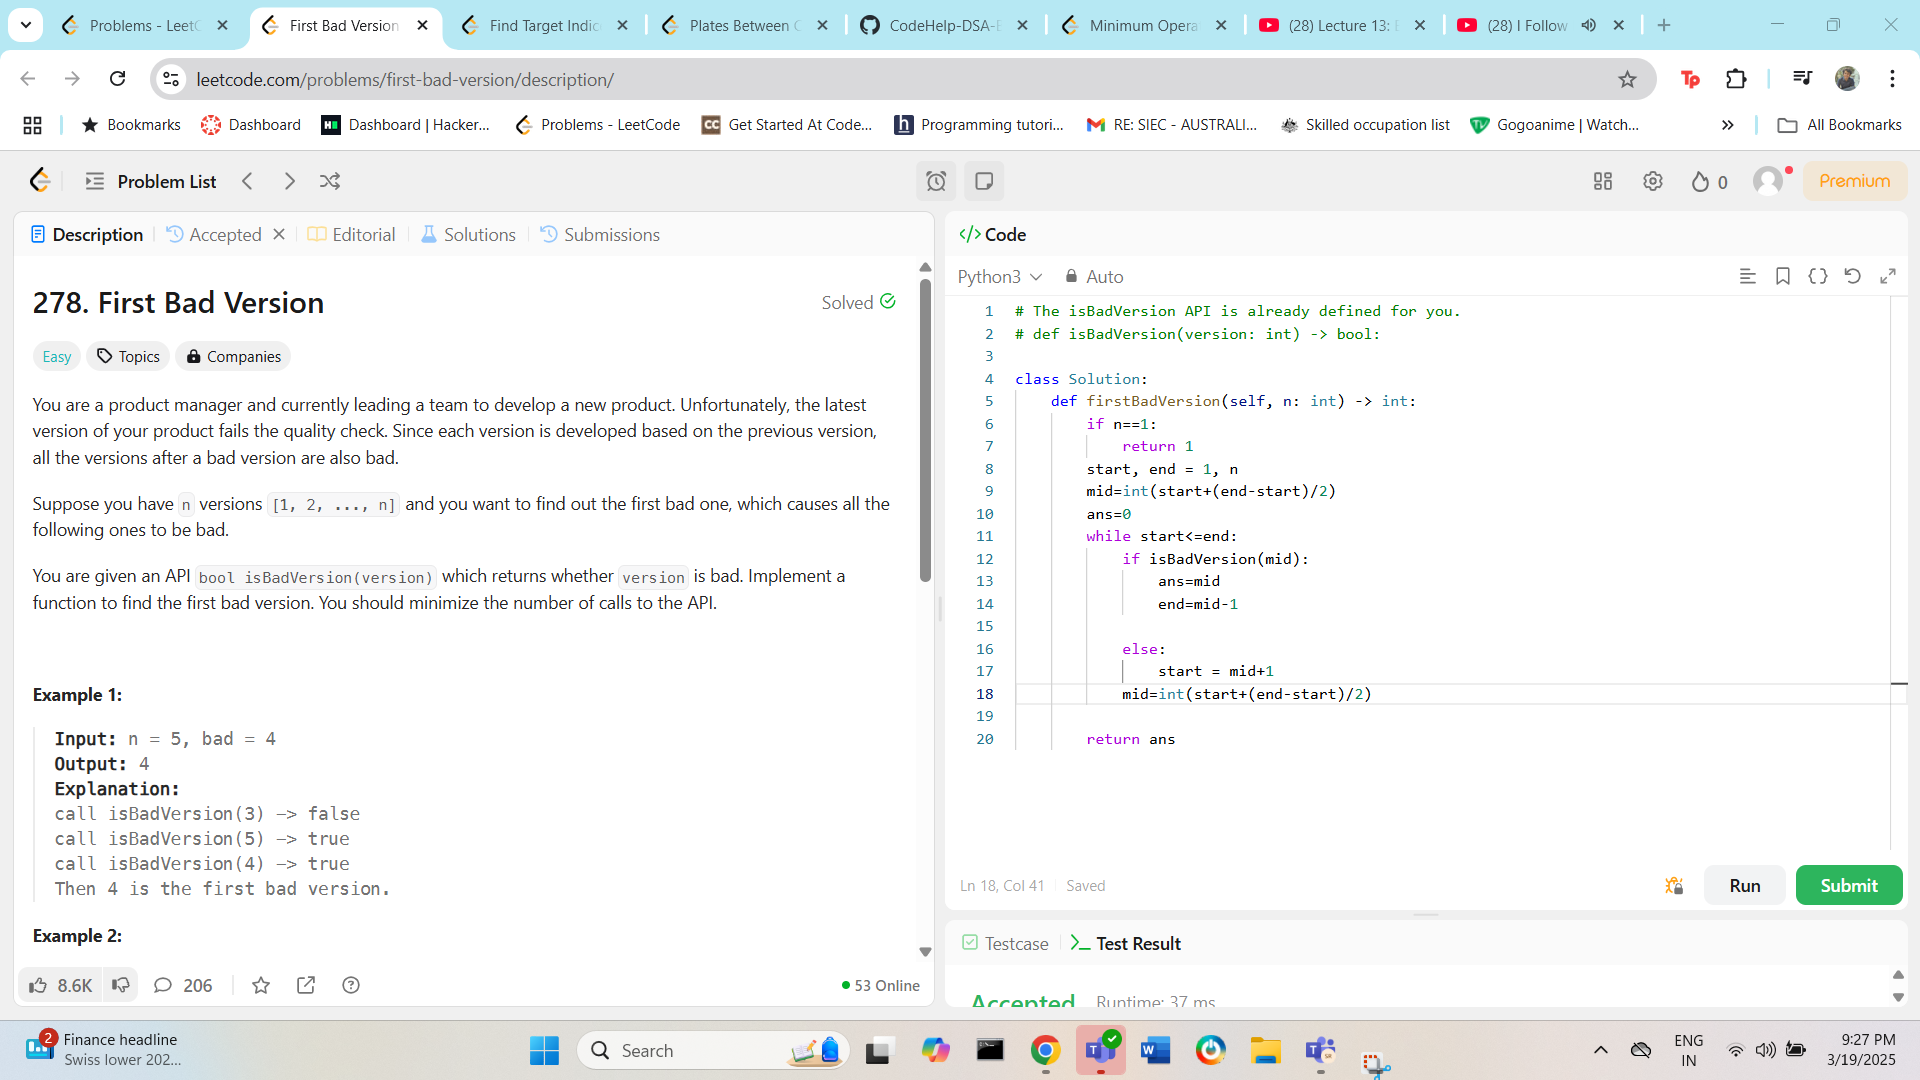 Problems - LeetC
First Bad Version
Find Target Indic
Plates Between C
CodeHelp-DSA-B
Minimum Opera
(28) Lecture 13: B
(28) I Follow
leetcode.com/problems/first-bad-version/description/
Bookmarks
Dashboard
Dashboard | Hacker...
Problems - LeetCode
Get Started At Code...
Programming tutori...
RE: SIEC - AUSTRALI...
Skilled occupation list
Gogoanime | Watch...
All Bookmarks
Problem List
0
Premium
Description
Accepted
Editorial
Solutions
Submissions
278. First Bad Version
Solved
Easy
Topics
Companies
You are a product manager and currently leading a team to develop a new product. Unfortunately, the latest
version of your product fails the quality check. Since each version is developed based on the previous version,
all the versions after a bad version are also bad.
Suppose you have n versions [1, 2, ..., n] and you want to find out the first bad one, which causes all the
following ones to be bad.
You are given an API bool isBadVersion(version) which returns whether version is bad. Implement a
function to find the first bad version. You should minimize the number of calls to the API.
Example 1:
Input: n = 5, bad = 4
Output: 4
Explanation:
call isBadVersion(3) -> false
call isBadVersion(5) -> true
call isBadVersion(4) -> true
Then 4 is the first bad version.
Example 2:
8.6K
206
53 Online
</> Code
Python3
Auto
1 # The isBadVersion API is already defined for you.
2 # def isBadVersion(version: int) -> bool:
3
4 class Solution:
5 def firstBadVersion(self, n: int) -> int:
6 if n==1:
7 return 1
8 start, end = 1, n
9 mid=int(start+(end-start)/2)
10 ans=0
11 while start<=end:
12 if isBadVersion(mid):
13 ans=mid
14 end=mid-1
15
16 else:
17 start = mid+1
18 mid=int(start+(end-start)/2)
19
20 return ans
Ln 18, Col 41
Saved
Run
Submit
Testcase
Test Result
Accepted
Runtime: 37 ms
2
Finance headline
Swiss lower 202...
Search
ENG
IN
9:27 PM
3/19/2025